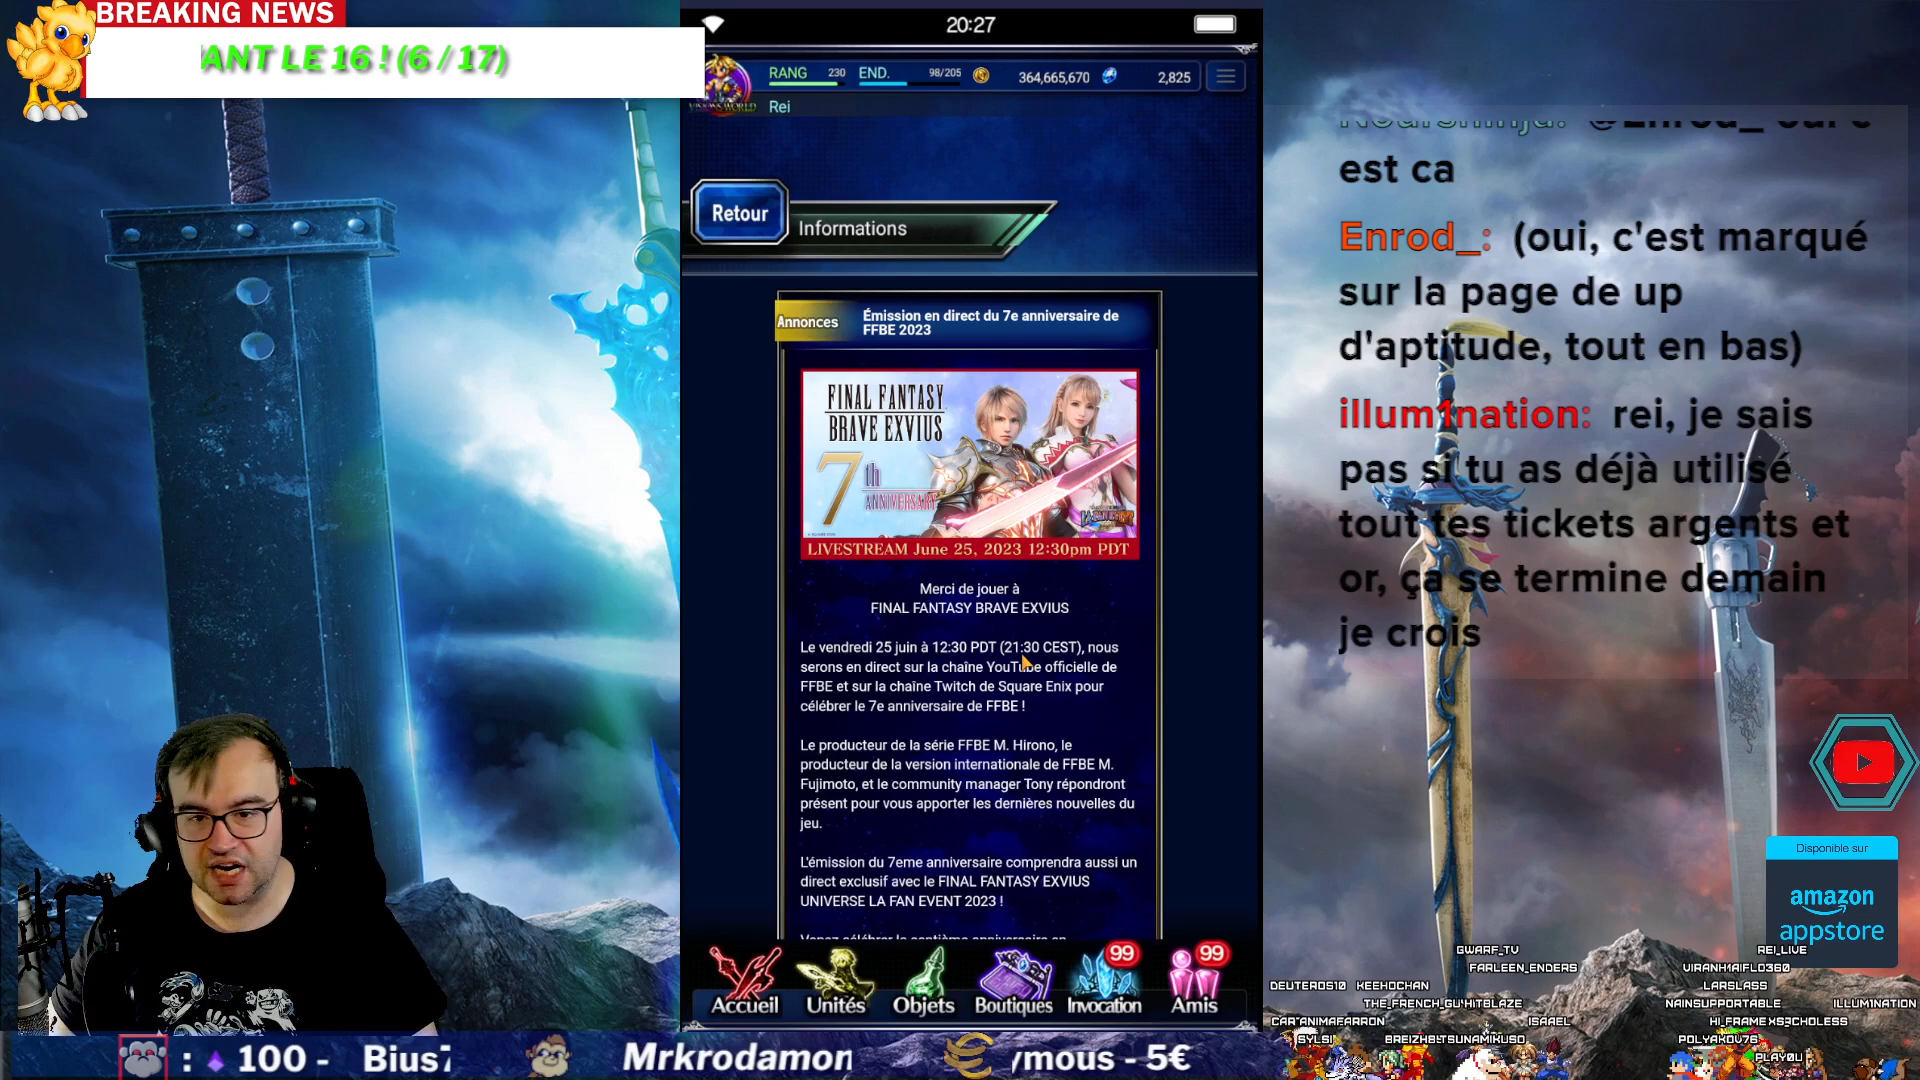 BREAKING NEWS
ANT LE 16 ! (6 / 17)
20:27
RANG 230 END. 98/205 364,665,670 2,825
Rei
Retour
Informations
Annonces
Émission en direct du 7e anniversaire de
FFBE 2023
FINAL FANTASY
BRAVE EXVIUS
7th
ANNIVERSARY
LIVESTREAM June 25, 2023 12:30pm PDT
Merci de jouer à
FINAL FANTASY BRAVE EXVIUS
Le vendredi 25 juin à 12:30 PDT (21:30 CEST), nous
serons en direct sur la chaîne YouTube officielle de
FFBE et sur la chaîne Twitch de Square Enix pour
célébrer le 7e anniversaire de FFBE !
Le producteur de la série FFBE M. Hirono, le
producteur de la version internationale de FFBE M.
Fujimoto, et le community manager Tony répondront
présent pour vous apporter les dernières nouvelles du
jeu.
L'émission du 7eme anniversaire comprendra aussi un
direct exclusif avec le FINAL FANTASY EXVIUS
UNIVERSE LA FAN EVENT 2023 !
Venez célébrer le septième anniversaire en
99
99
Accueil
Unités
Objets
Boutiques
Invocation
Amis
est ca
Enrod_: (oui, c'est marqué
sur la page de up
d'aptitude, tout en bas)
illum1nation: rei, je sais
pas si tu as déjà utilisé
tout tes tickets argents et
or, ça se termine demain
je crois
Disponible sur
amazon
appstore
GWARF_TV
REI_LIVE
FARLEEN_ENDERS
DEUTEROS10
KEEHOCHAN
LARSLASS
NAINSUPPORTABLE
ILLUM1NATION
ISAAEL
SYLSI
POLYAKOV76
PLAY0U
: 100 - Bius7
Mrkrodamon
ymous - 5€